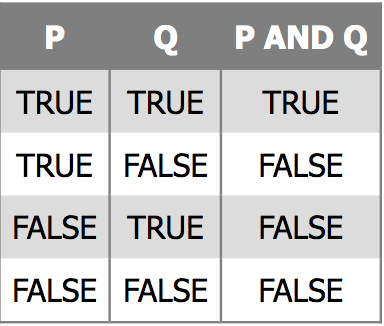 P Q P AND Q
TRUE TRUE TRUE
TRUE FALSE FALSE
FALSE TRUE FALSE
FALSE FALSE FALSE